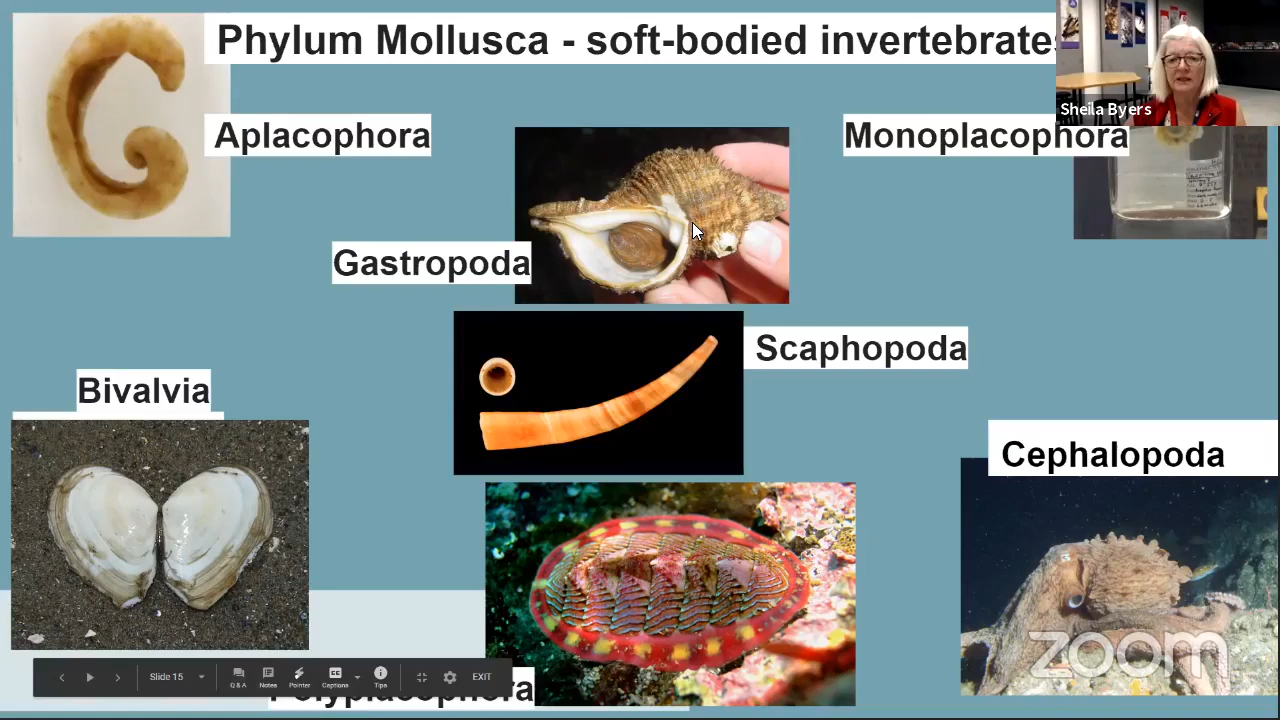 Phylum Mollusca - soft-bodied invertebrates
Sheila Byers
Aplacophora
Monoplacophora
Gastropoda
Scaphopoda
Bivalvia
Cephalopoda
zoom
Slide 15
Q & A
Notes
Pointer
Captions
Tips
EXIT
Polyplacophora